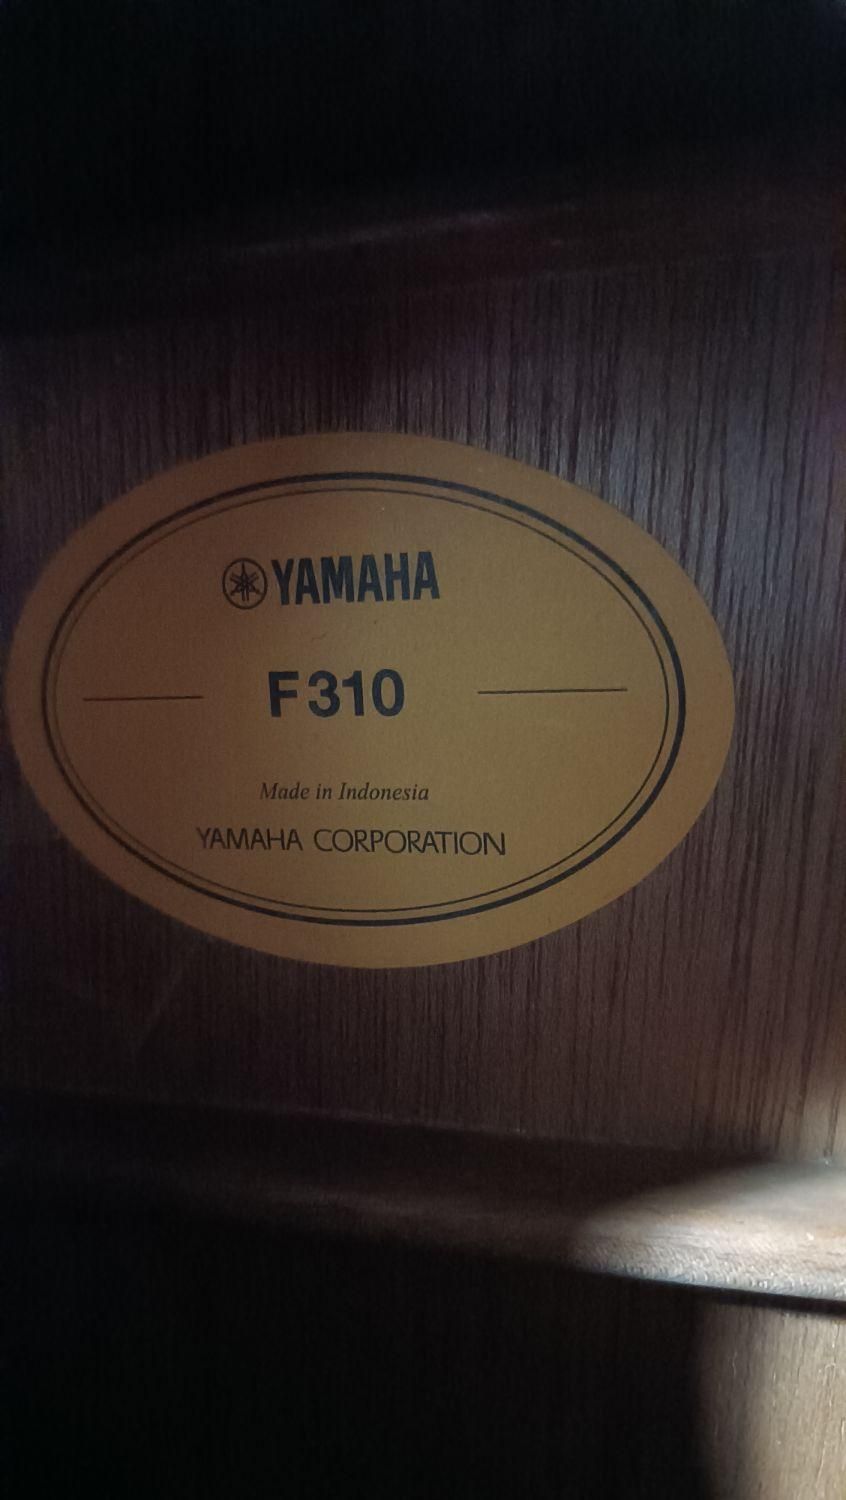 YAMAHA
F310
Made in Indonesia
YAMAHA CORPORATION